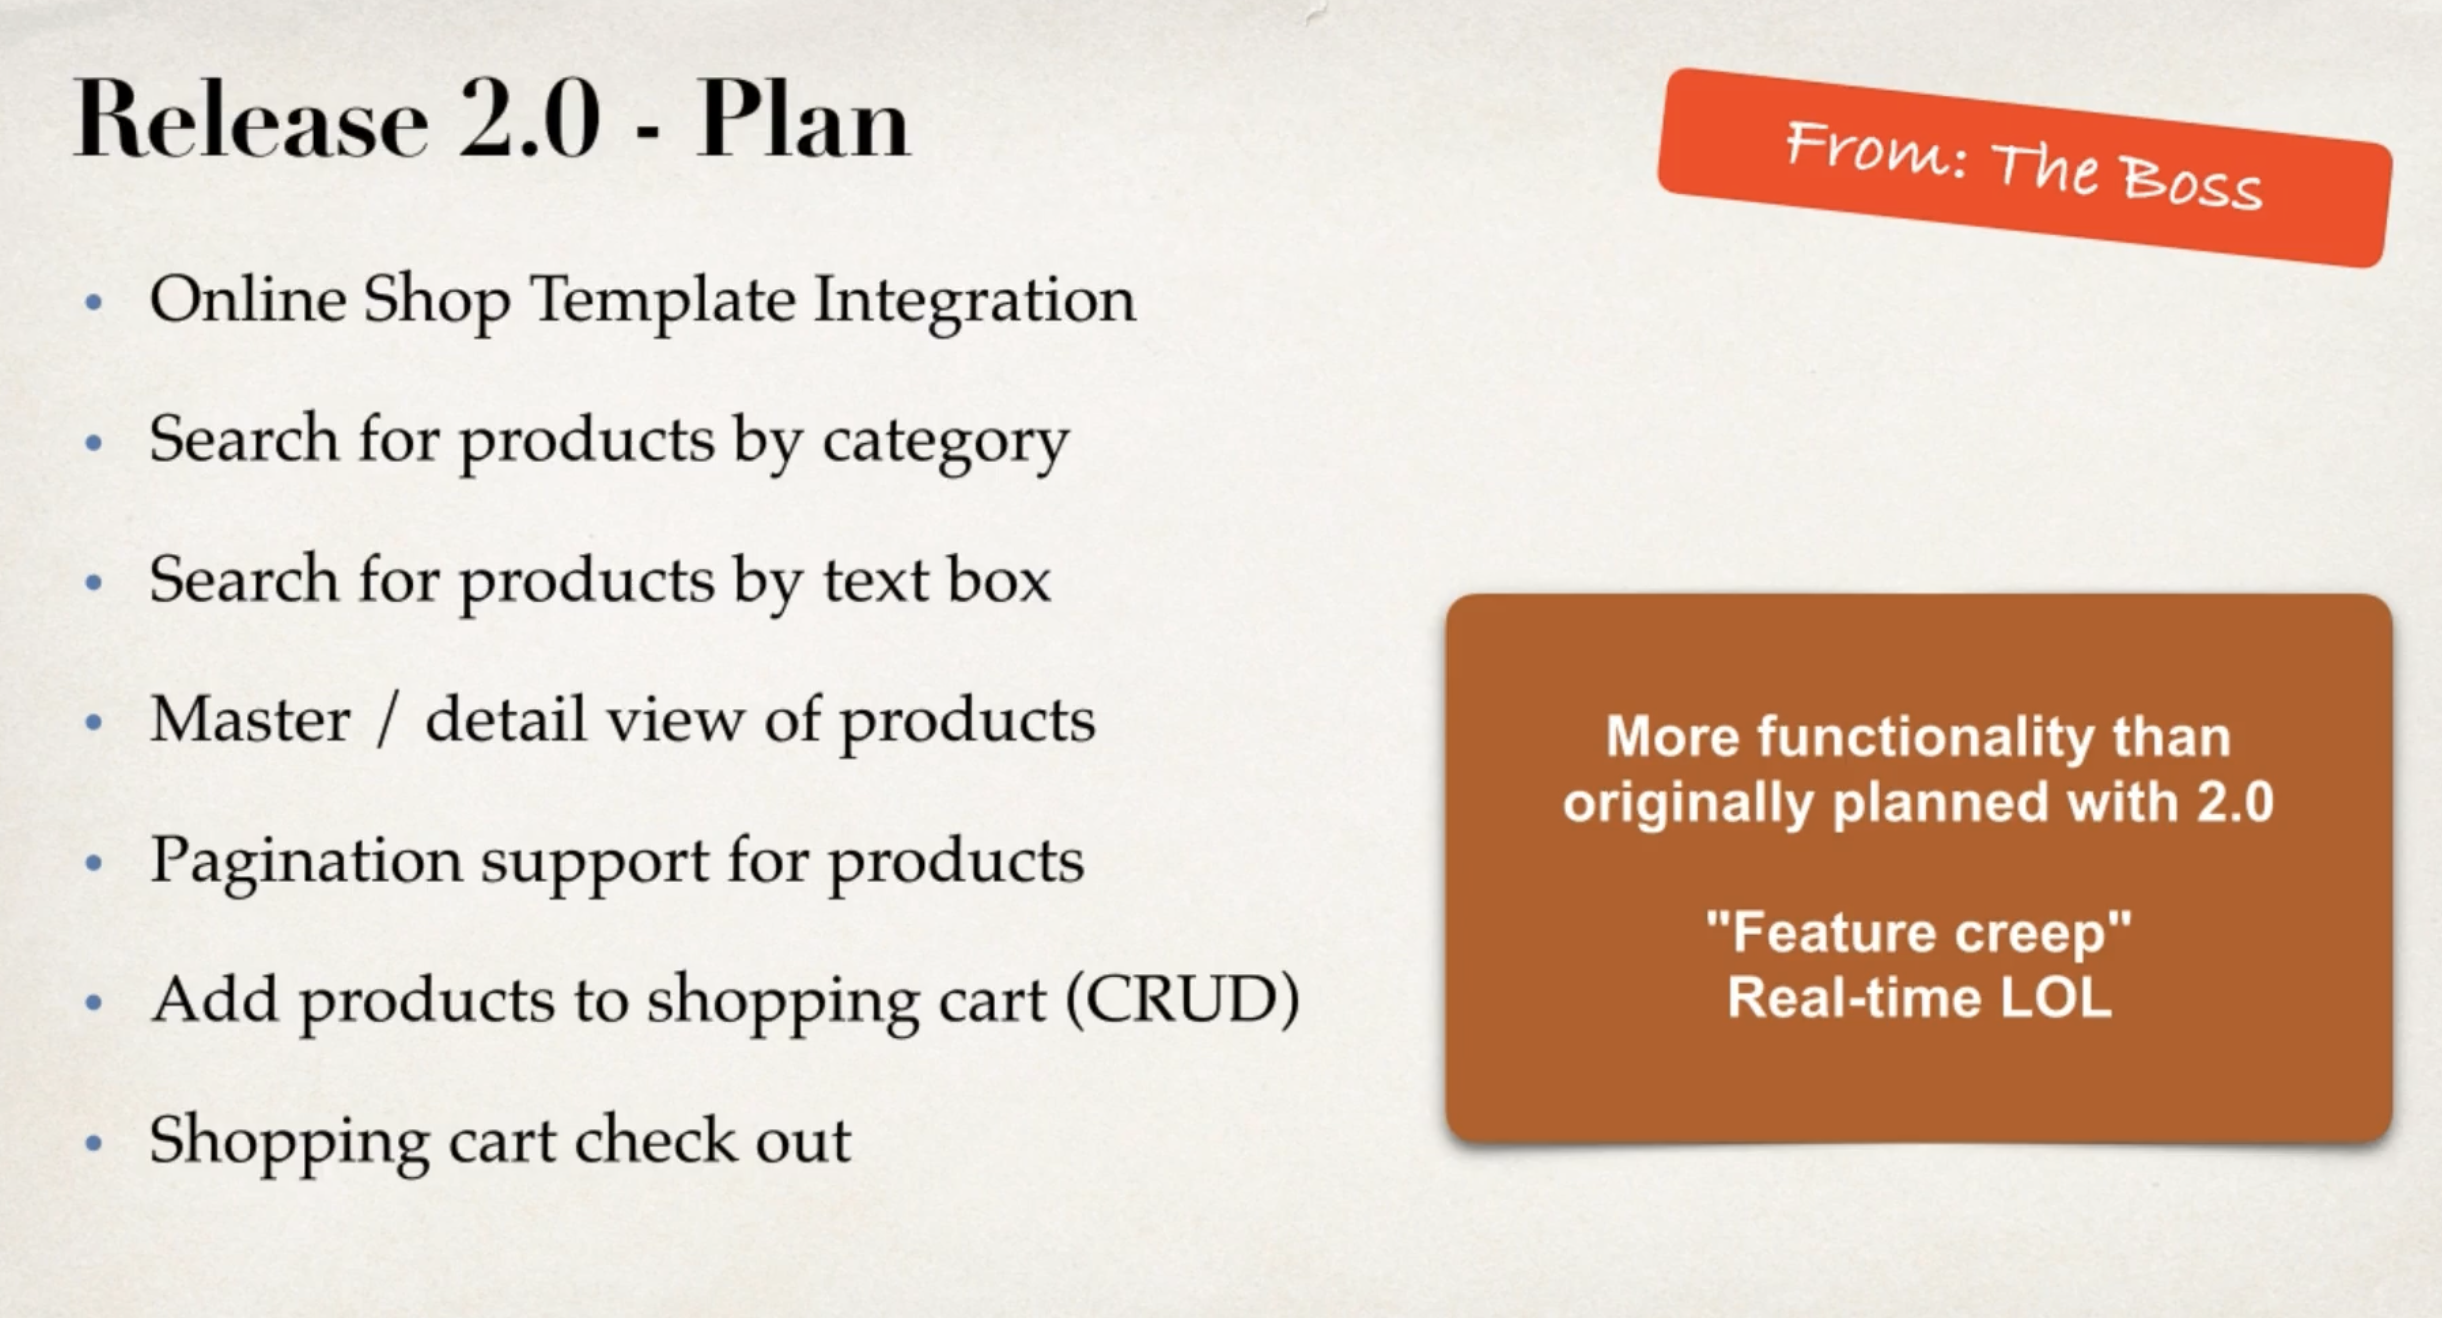 Release 2.0 - Plan
From: The Boss
Online Shop Template Integration
Search for products by category
Search for products by text box
Master / detail view of products
Pagination support for products
Add products to shopping cart (CRUD)
Shopping cart check out
More functionality than
originally planned with 2.0
"Feature creep"
Real-time LOL